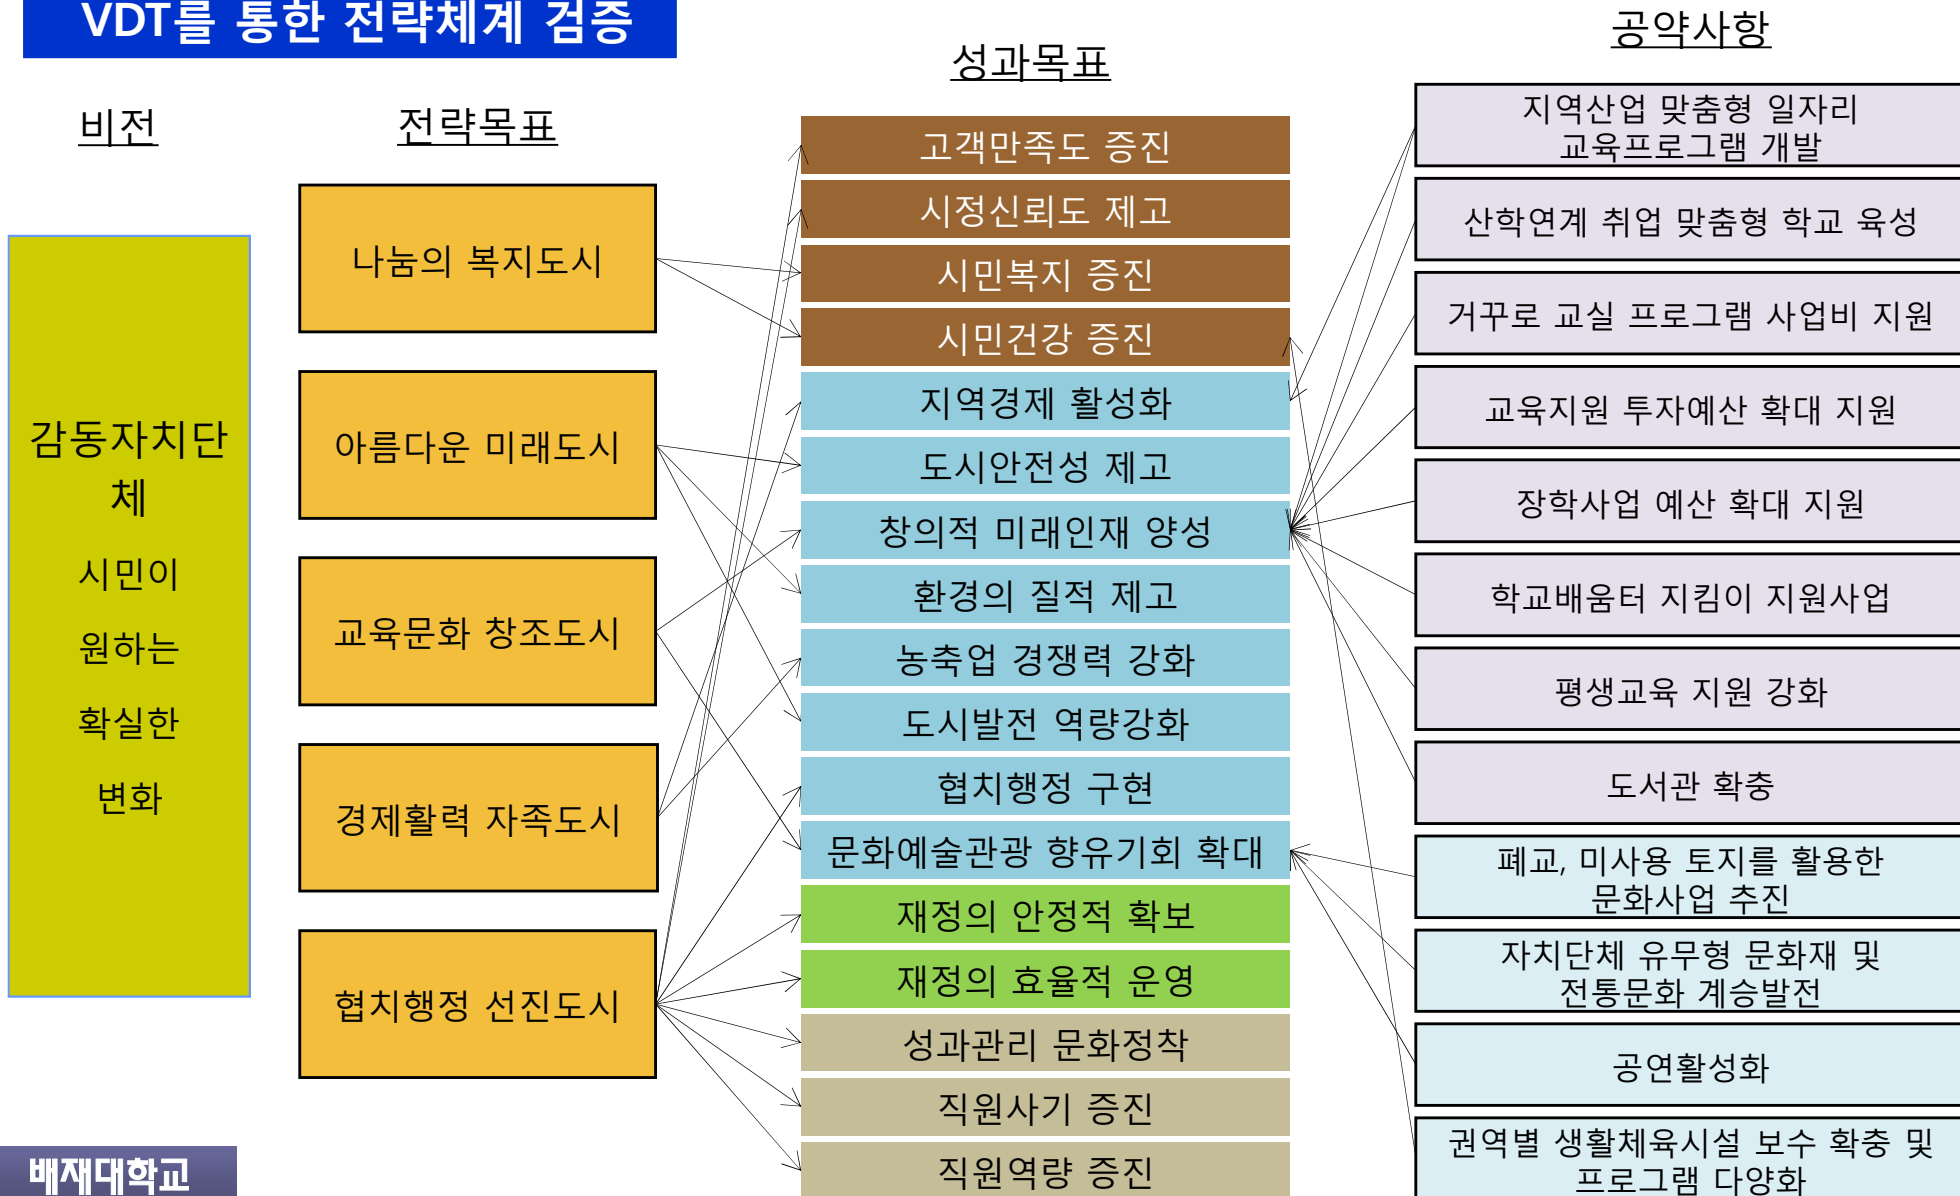 VDT를 통한 전략체계 검증
비전
감동자치단
체
시민이
원하는
확실한
변화
전략목표
나눔의 복지도시
아름다운 미래도시
교육문화 창조도시
경제활력 자족도시
협치행정 선진도시
성과목표
고객만족도 증진
시정신뢰도 제고
시민복지 증진
시민건강 증진
지역경제 활성화
도시안전성 제고
창의적 미래인재 양성
환경의 질적 제고
농축업 경쟁력 강화
도시발전 역량강화
협치행정 구현
문화예술관광 향유기회 확대
재정의 안정적 확보
재정의 효율적 운영
성과관리 문화정착
직원사기 증진
직원역량 증진
공약사항
지역산업 맞춤형 일자리
교육프로그램 개발
산학연계 취업 맞춤형 학교 육성
거꾸로 교실 프로그램 사업비 지원
교육지원 투자예산 확대 지원
장학사업 예산 확대 지원
학교배움터 지킴이 지원사업
평생교육 지원 강화
도서관 확충
폐교, 미사용 토지를 활용한
문화사업 추진
자치단체 유무형 문화재 및
전통문화 계승발전
공연활성화
권역별 생활체육시설 보수 확충 및
프로그램 다양화
배재대학교